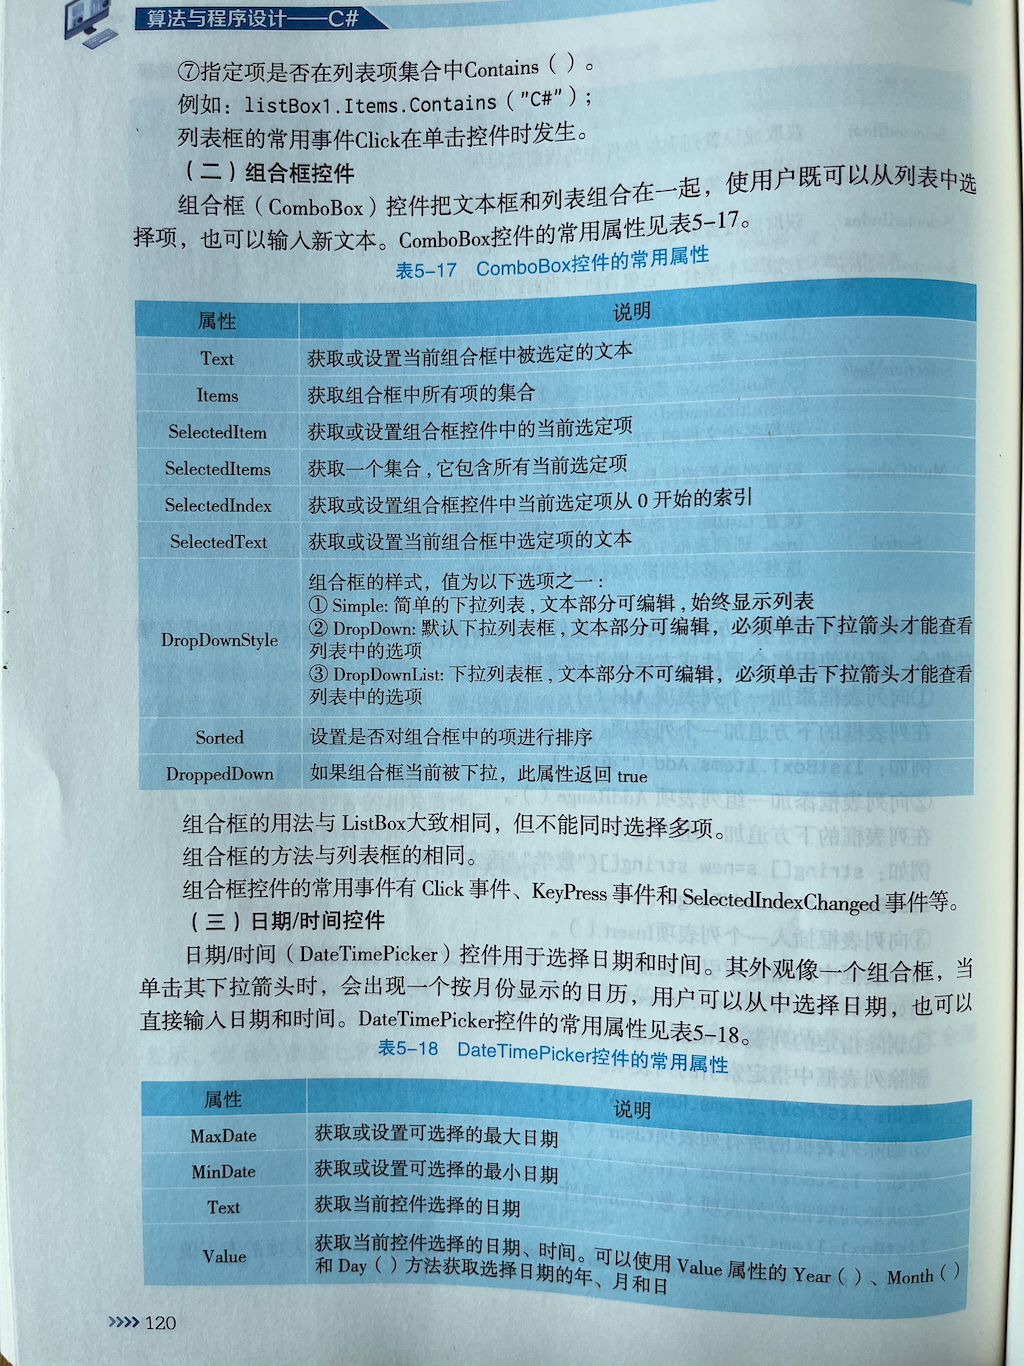 算法与程序设计——C#
⑦指定项是否在列表项集合中Contains（）。
例如：listBox1.Items.Contains（"C#"）；
列表框的常用事件Click在单击控件时发生。
（二）组合框控件
组合框（ComboBox）控件把文本框和列表组合在一起，使用户既可以从列表中选
择项，也可以输入新文本。ComboBox控件的常用属性见表5-17。
表5-17 ComboBox控件的常用属性
属性 说明
Text 获取或设置当前组合框中被选定的文本
Items 获取组合框中所有项的集合
SelectedItem 获取或设置组合框控件中的当前选定项
SelectedItems 获取一个集合，它包含所有当前选定项
SelectedIndex 获取或设置组合框控件中当前选定项从 0 开始的索引
SelectedText 获取或设置当前组合框中选定项的文本
组合框的样式，值为以下选项之一：
① Simple: 简单的下拉列表，文本部分可编辑，始终显示列表
② DropDown: 默认下拉列表框，文本部分可编辑，必须单击下拉箭头才能查看
DropDownStyle 列表中的选项
③ DropDownList: 下拉列表框，文本部分不可编辑，必须单击下拉箭头才能查看
列表中的选项
Sorted 设置是否对组合框中的项进行排序
DroppedDown 如果组合框当前被下拉，此属性返回 true
组合框的用法与 ListBox大致相同，但不能同时选择多项。
组合框的方法与列表框的相同。
组合框控件的常用事件有 Click 事件、KeyPress 事件和 SelectedIndexChanged 事件等。
（三）日期/时间控件
日期/时间（DateTimePicker）控件用于选择日期和时间。其外观像一个组合框，当
单击其下拉箭头时，会出现一个按月份显示的日历，用户可以从中选择日期，也可以
直接输入日期和时间。DateTimePicker控件的常用属性见表5-18。
表5-18 DateTimePicker控件的常用属性
属性 说明
MaxDate 获取或设置可选择的最大日期
MinDate 获取或设置可选择的最小日期
Text 获取当前控件选择的日期
Value 获取当前控件选择的日期、时间。可以使用 Value 属性的 Year（）、Month（）
和 Day（）方法获取选择日期的年、月和日
>>>> 120